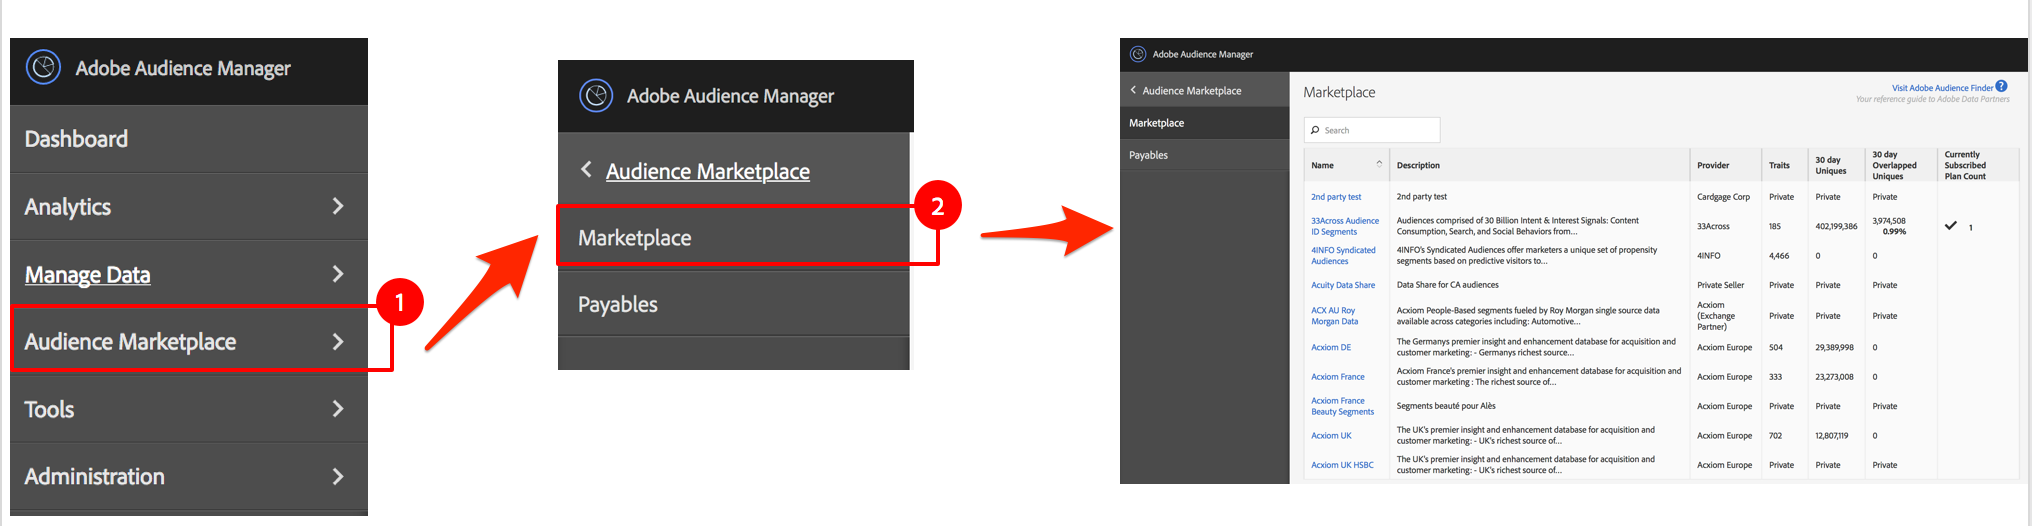 Adobe Audience Manager
Dashboard
Analytics
Manage Data
Audience Marketplace
1
Tools
Administration
Adobe Audience Manager
Audience Marketplace
2
Marketplace
Payables
Adobe Audience Manager
Audience Marketplace
Marketplace
Payables
Marketplace
Visit Adobe Audience Finder ?
Your reference guide to Adobe Data Partners
Search
Name Description Provider Traits 30 day Uniques 30 day Overlapped Uniques Currently Subscribed Plan Count
2nd party test 2nd party test Cardgage Corp Private Private Private
33Across Audience ID Segments Audiences comprised of 30 Billion Intent & Interest Signals: Content Consumption, Search, and Social Behaviors from... 33Across 185 402,199,386 3,974,508 0.99% 1
4INFO Syndicated Audiences 4INFO's Syndicated Audiences offer marketers a unique set of propensity segments based on predictive visitors to... 4INFO 4,466 0 0
Acuity Data Share Data Share for CA audiences Private Seller Private Private Private
ACX AU Roy Morgan Data Acxiom People-Based segments fueled by Roy Morgan single source data available across categories including: Automotive... Acxiom (Exchange Partner) Private Private Private
Acxiom DE The Germanys premier insight and enhancement database for acquisition and customer marketing: - Germanys richest source... Acxiom Europe 504 29,389,998 0
Acxiom France Acxiom France's premier insight and enhancement database for acquisition and customer marketing : The richest source of... Acxiom Europe 333 23,273,008 0
Acxiom France Beauty Segments Segments beauté pour Alès Acxiom Europe Private Private Private
Acxiom UK The UK's premier insight and enhancement database for acquisition and customer marketing: - UK's richest source of... Acxiom Europe 702 12,807,119 0
Acxiom UK HSBC The UK's premier insight and enhancement database for acquisition and customer marketing: - UK's richest source of... Acxiom Europe Private Private Private